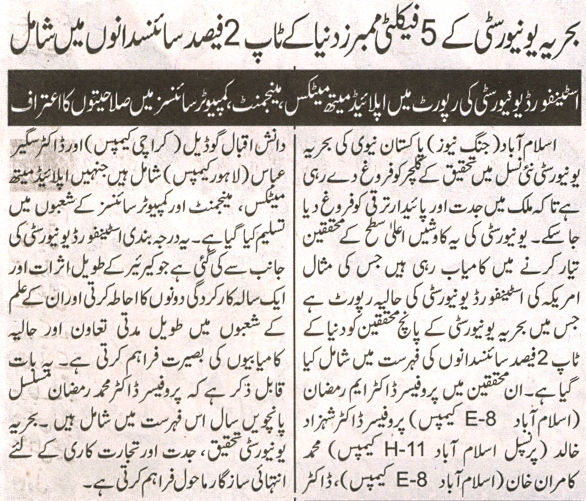 بحریہ یونیورسٹی کے 5 فیکلٹی ممبرز دنیا کے ٹاپ 2 فیصد سائنسدانوں میں شامل
اسٹینفورڈ یونیورسٹی کی رپورٹ میں اپلائیڈ میتھ میٹکس، مینجمنٹ، کمپیوٹر سائنسز میں صلاحیتوں کا اعتراف
اسلام آباد (جنگ نیوز) پاکستان نیوی کی بحریہ
یونیورسٹی نئی نسل میں تحقیق کے کلچر کو فروغ دے رہی
ہے تاکہ ملک میں جدت اور پائیدار ترقی کو فروغ دیا
جاسکے۔ یونیورسٹی کی یہ کاوشیں اعلیٰ سطح کے محققین
تیار کرنے میں کامیاب رہی ہیں جس کی مثال
امریکہ کی اسٹینفورڈ یونیورسٹی کی حالیہ رپورٹ ہے
جس میں بحریہ یونیورسٹی کے پانچ محققین کو دنیا کے
ٹاپ 2 فیصد سائنسدانوں کی فہرست میں شامل کیا
گیا ہے۔ ان محققین میں پروفیسر ڈاکٹر ایم رمضان
(اسلام آباد E-8 کیمپس) پروفیسر ڈاکٹر شہزاد
خالد (پرنسپل اسلام آباد H-11 کیمپس) محمد
کامران خان (اسلام آباد E-8 کیمپس)، ڈاکٹر
دانش اقبال گوڈیل (کراچی کیمپس) اور ڈاکٹر سگیر
عباس (لاہور کیمپس) شامل ہیں جنہیں اپلائیڈ میتھ
میٹکس، مینجمنٹ اور کمپیوٹر سائنسز کے شعبوں میں
تسلیم کیا گیا ہے۔ یہ درجہ بندی اسٹینفورڈ یونیورسٹی کی
جانب سے کی گئی ہے جو کیرئیر کے طویل اثرات اور
ایک سالہ کارکردگی دونوں کا احاطہ کرتی اور ان کے علم
کے شعبوں میں طویل مدتی تعاون اور حالیہ
کامیابیوں کی بصیرت فراہم کرتی ہے۔ یہ بات
قابل ذکر ہے کہ پروفیسر ڈاکٹر محمد رمضان مسلسل
پانچویں سال اس فہرست میں شامل ہیں۔ بحریہ
یونیورسٹی تحقیق، جدت اور تجارت کاری کے لئے
انتہائی سازگار ماحول فراہم کرتی ہے۔